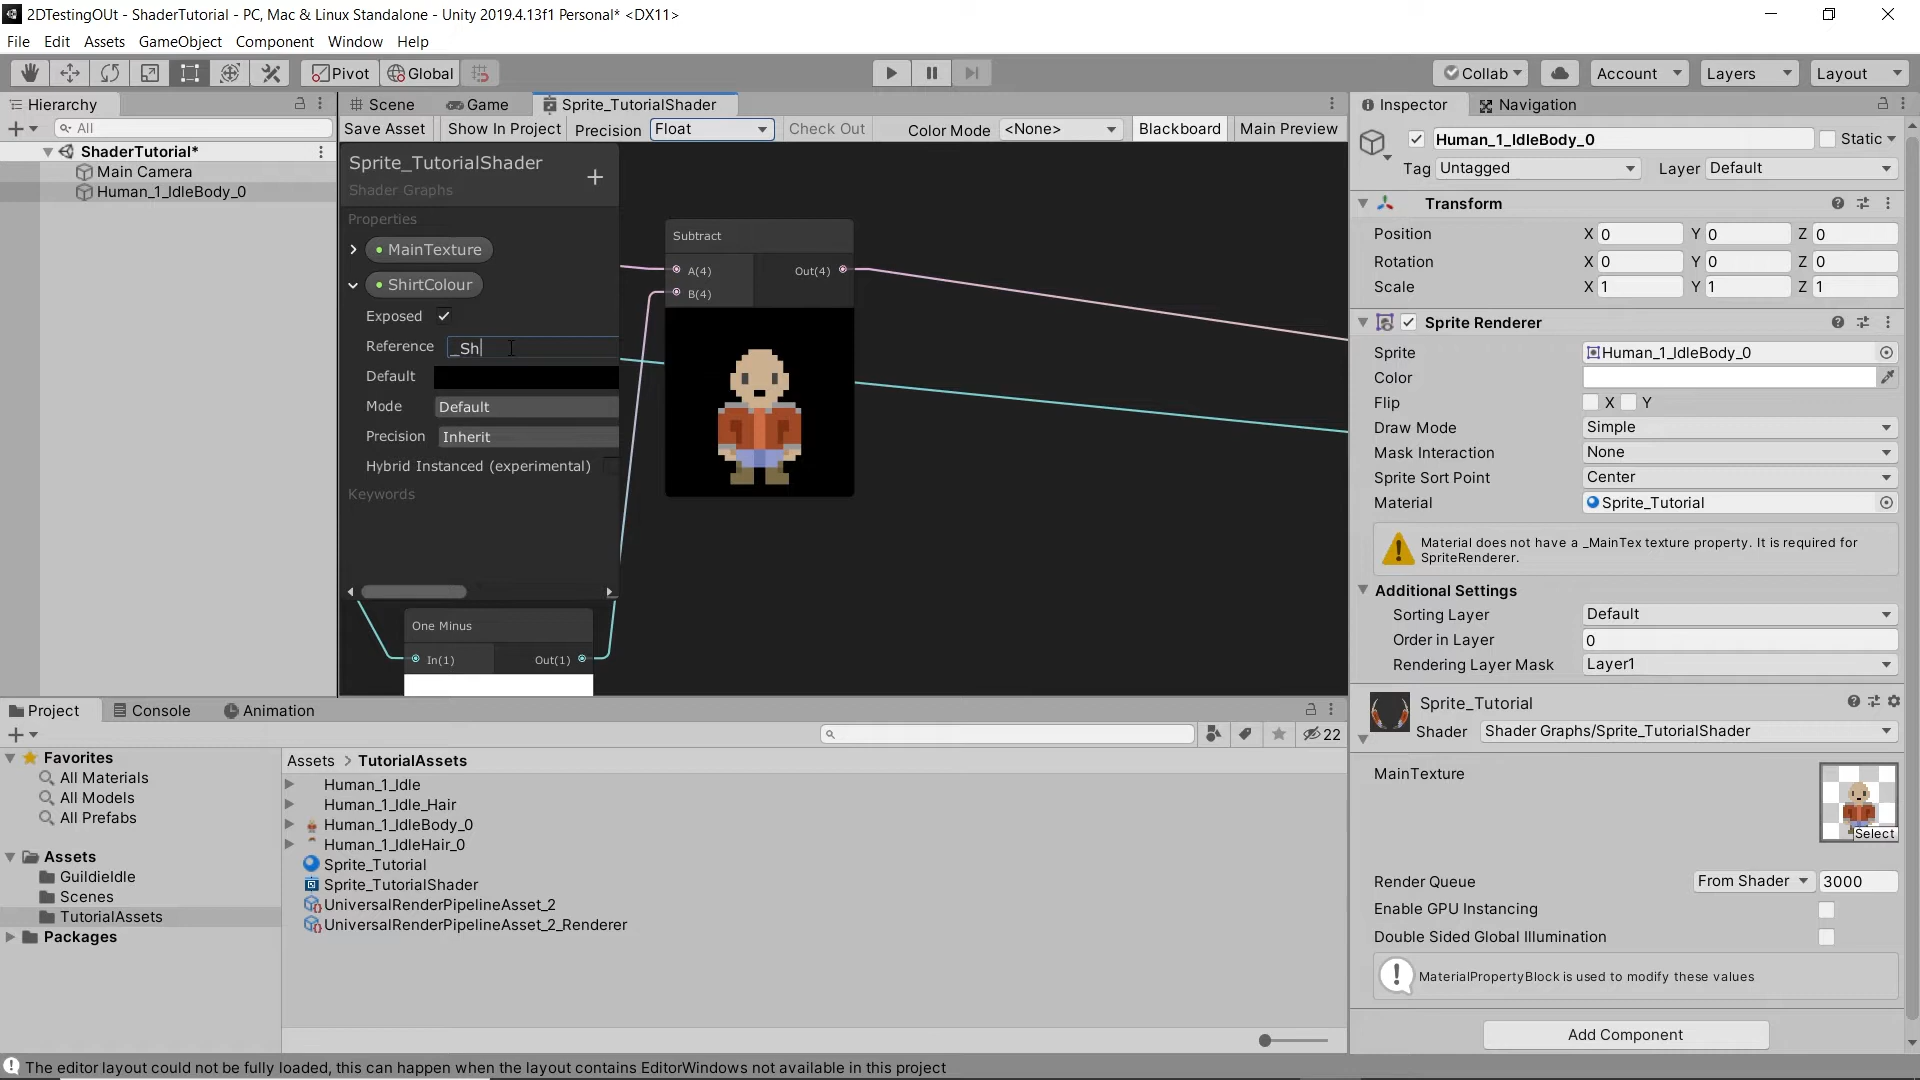 2DTestingOUt - ShaderTutorial - PC, Mac & Linux Standalone - Unity 2019.4.13f1 Personal* <DX11>
File Edit Assets GameObject Component Window Help
Pivot Global Collab Account Layers Layout
Hierarchy
All
ShaderTutorial*
Main Camera
Human_1_IdleBody_0
Scene Game Sprite_TutorialShader
Save Asset Show In Project Precision Float Check Out Color Mode <None> Blackboard Main Preview
Sprite_TutorialShader
Shader Graphs
Properties
MainTexture
ShirtColour
Exposed
Reference _Sh
Default
Mode Default
Precision Inherit
Hybrid Instanced (experimental)
Keywords
Subtract
A(4) Out(4)
B(4)
One Minus
In(1) Out(1)
Inspector Navigation
Human_1_IdleBody_0 Static
Tag Untagged Layer Default
Transform
Position X 0 Y 0 Z 0
Rotation X 0 Y 0 Z 0
Scale X 1 Y 1 Z 1
Sprite Renderer
Sprite Human_1_IdleBody_0
Color
Flip X Y
Draw Mode Simple
Mask Interaction None
Sprite Sort Point Center
Material Sprite_Tutorial
Material does not have a _MainTex texture property. It is required for
SpriteRenderer.
Additional Settings
Sorting Layer Default
Order in Layer 0
Rendering Layer Mask Layer1
Sprite_Tutorial
Shader Shader Graphs/Sprite_TutorialShader
MainTexture
Select
Render Queue From Shader 3000
Enable GPU Instancing
Double Sided Global Illumination
MaterialPropertyBlock is used to modify these values
Add Component
Project Console Animation
22
Favorites
All Materials
All Models
All Prefabs
Assets
GuildieIdle
Scenes
TutorialAssets
Packages
Assets > TutorialAssets
Human_1_Idle
Human_1_Idle_Hair
Human_1_IdleBody_0
Human_1_IdleHair_0
Sprite_Tutorial
Sprite_TutorialShader
UniversalRenderPipelineAsset_2
UniversalRenderPipelineAsset_2_Renderer
The editor layout could not be fully loaded, this can happen when the layout contains EditorWindows not available in this project